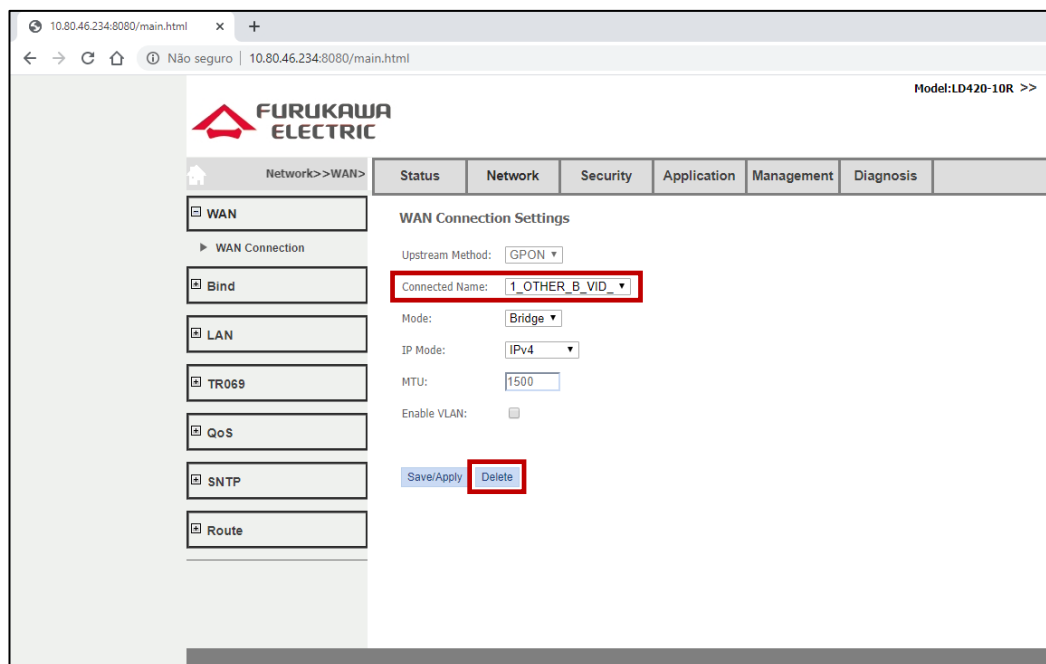 10.80.46.234:8080/main.html
Não seguro | 10.80.46.234:8080/main.html
Model:LD420-10R >>
FURUKAWA
ELECTRIC
Network>>WAN>
Status Network Security Application Management Diagnosis
WAN
WAN Connection
Bind
LAN
TR069
QoS
SNTP
Route
WAN Connection Settings
Upstream Method: GPON
Connected Name: 1_OTHER_B_VID_
Mode: Bridge
IP Mode: IPv4
MTU: 1500
Enable VLAN:
Save/Apply Delete